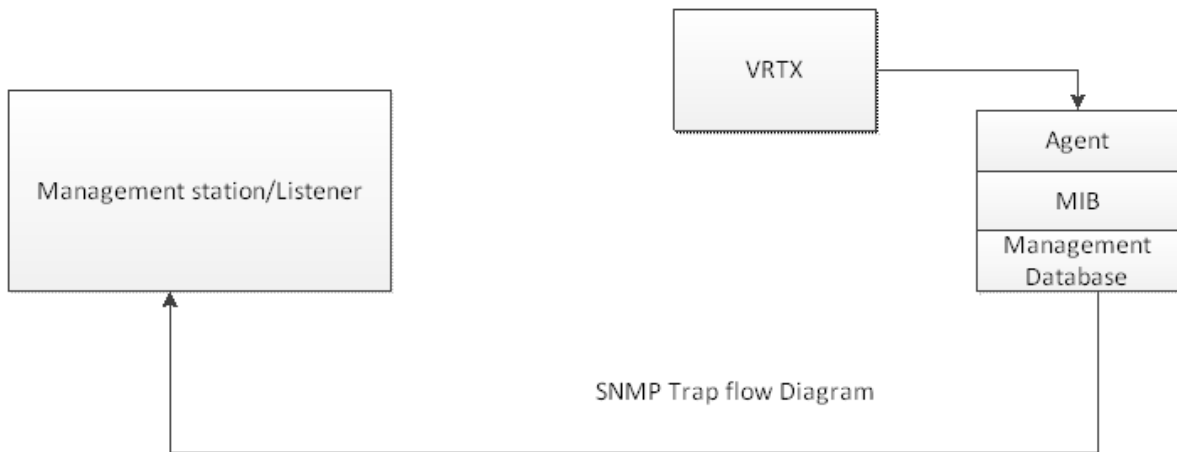 VRTX
Management station/Listener
Agent
MIB
Management
Database
SNMP Trap flow Diagram